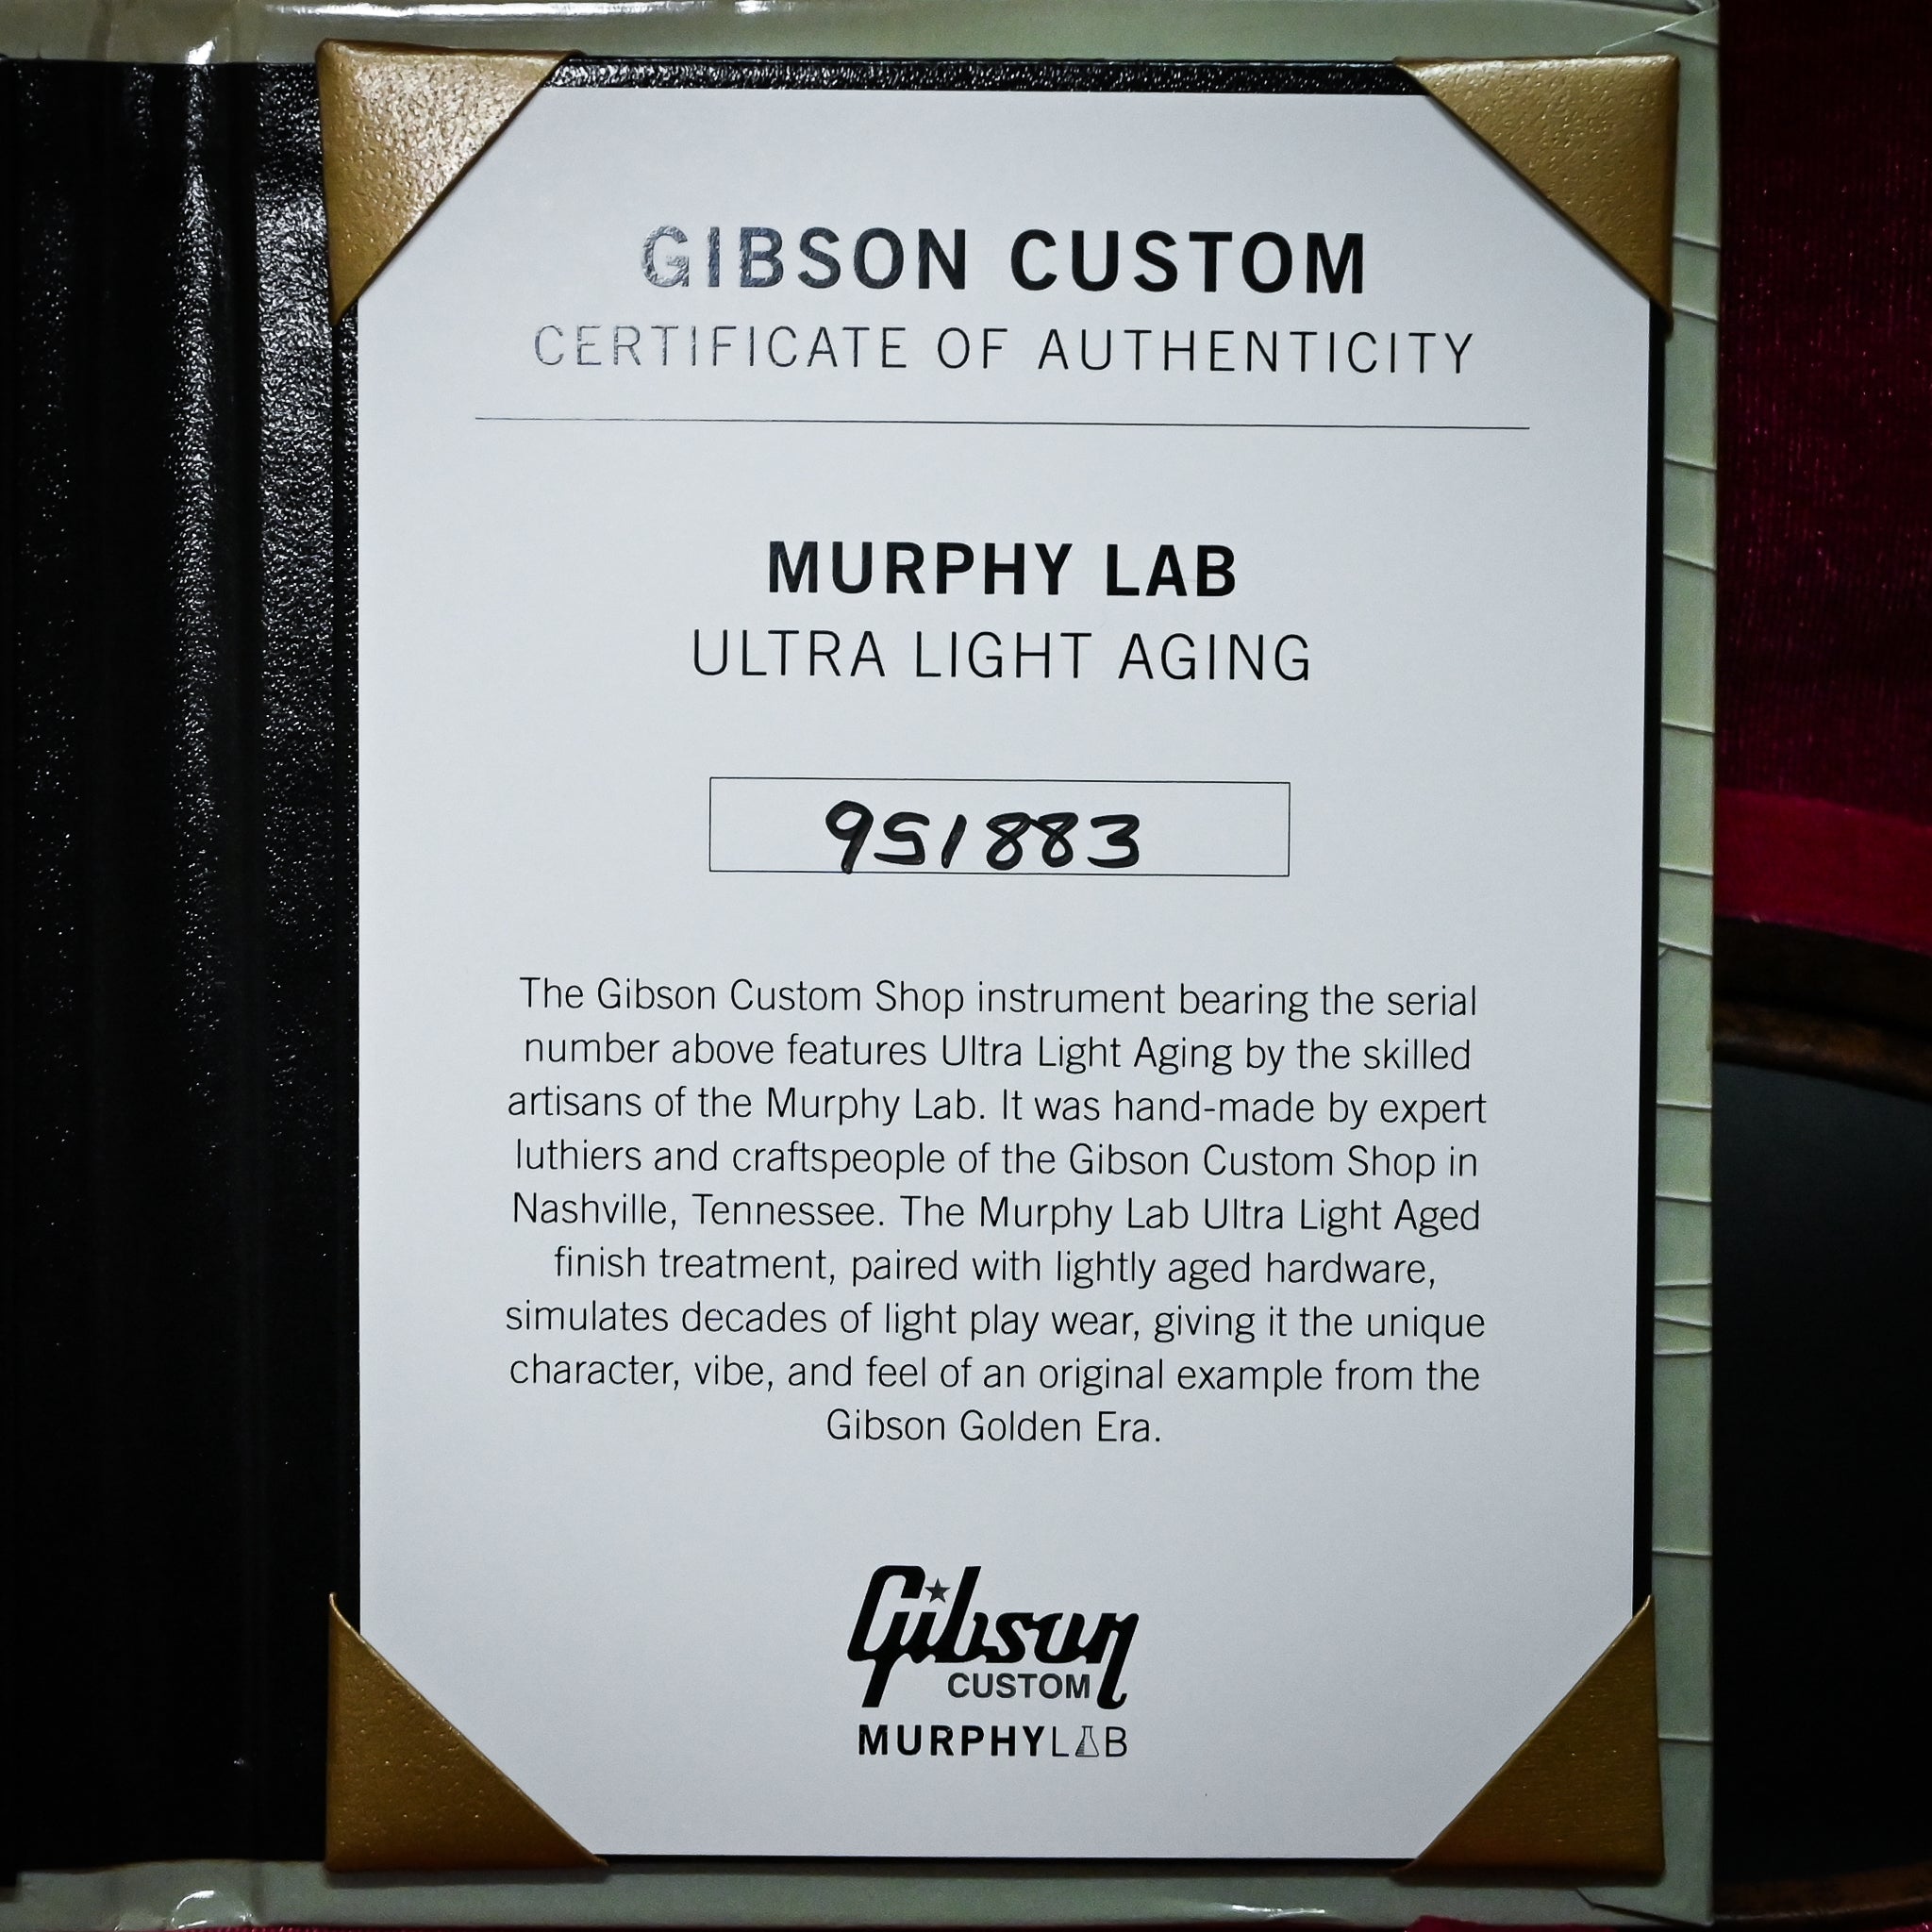 GIBSON CUSTOM
CERTIFICATE OF AUTHENTICITY
MURPHY LAB
ULTRA LIGHT AGING
951883
The Gibson Custom Shop instrument bearing the serial
number above features Ultra Light Aging by the skilled
artisans of the Murphy Lab. It was hand-made by expert
luthiers and craftspeople of the Gibson Custom Shop in
Nashville, Tennessee. The Murphy Lab Ultra Light Aged
finish treatment, paired with lightly aged hardware,
simulates decades of light play wear, giving it the unique
character, vibe, and feel of an original example from the
Gibson Golden Era.
Gibson
CUSTOM
MURPHYLAB